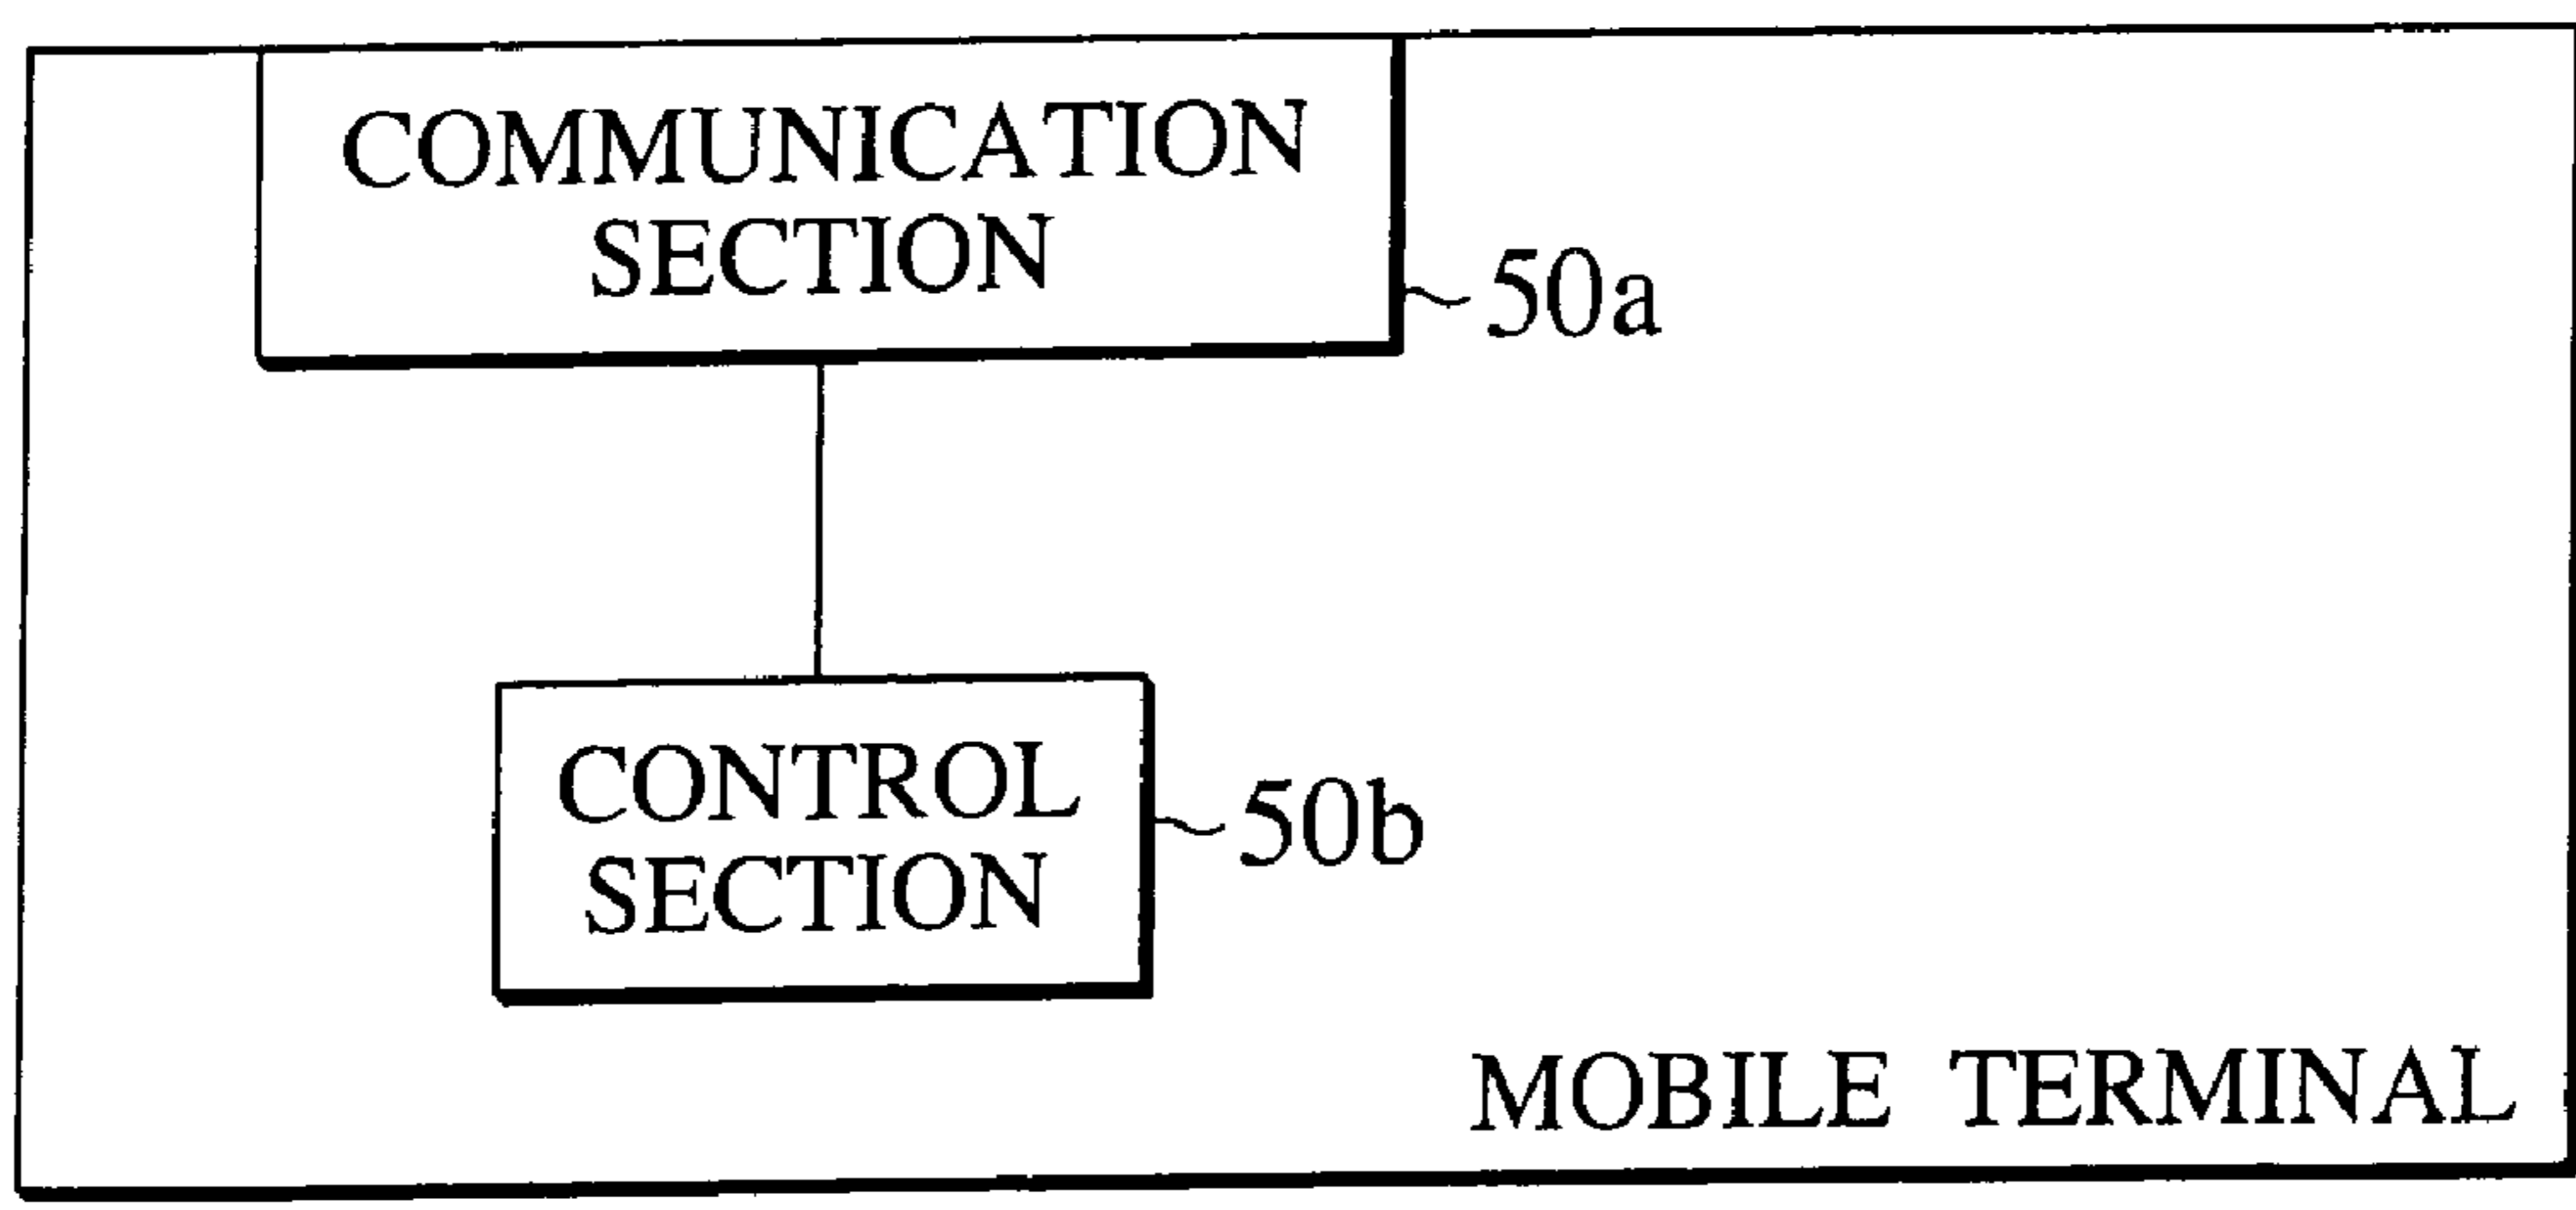 COMMUNICATION
SECTION
50a
CONTROL
SECTION
50b
MOBILE TERMINAL